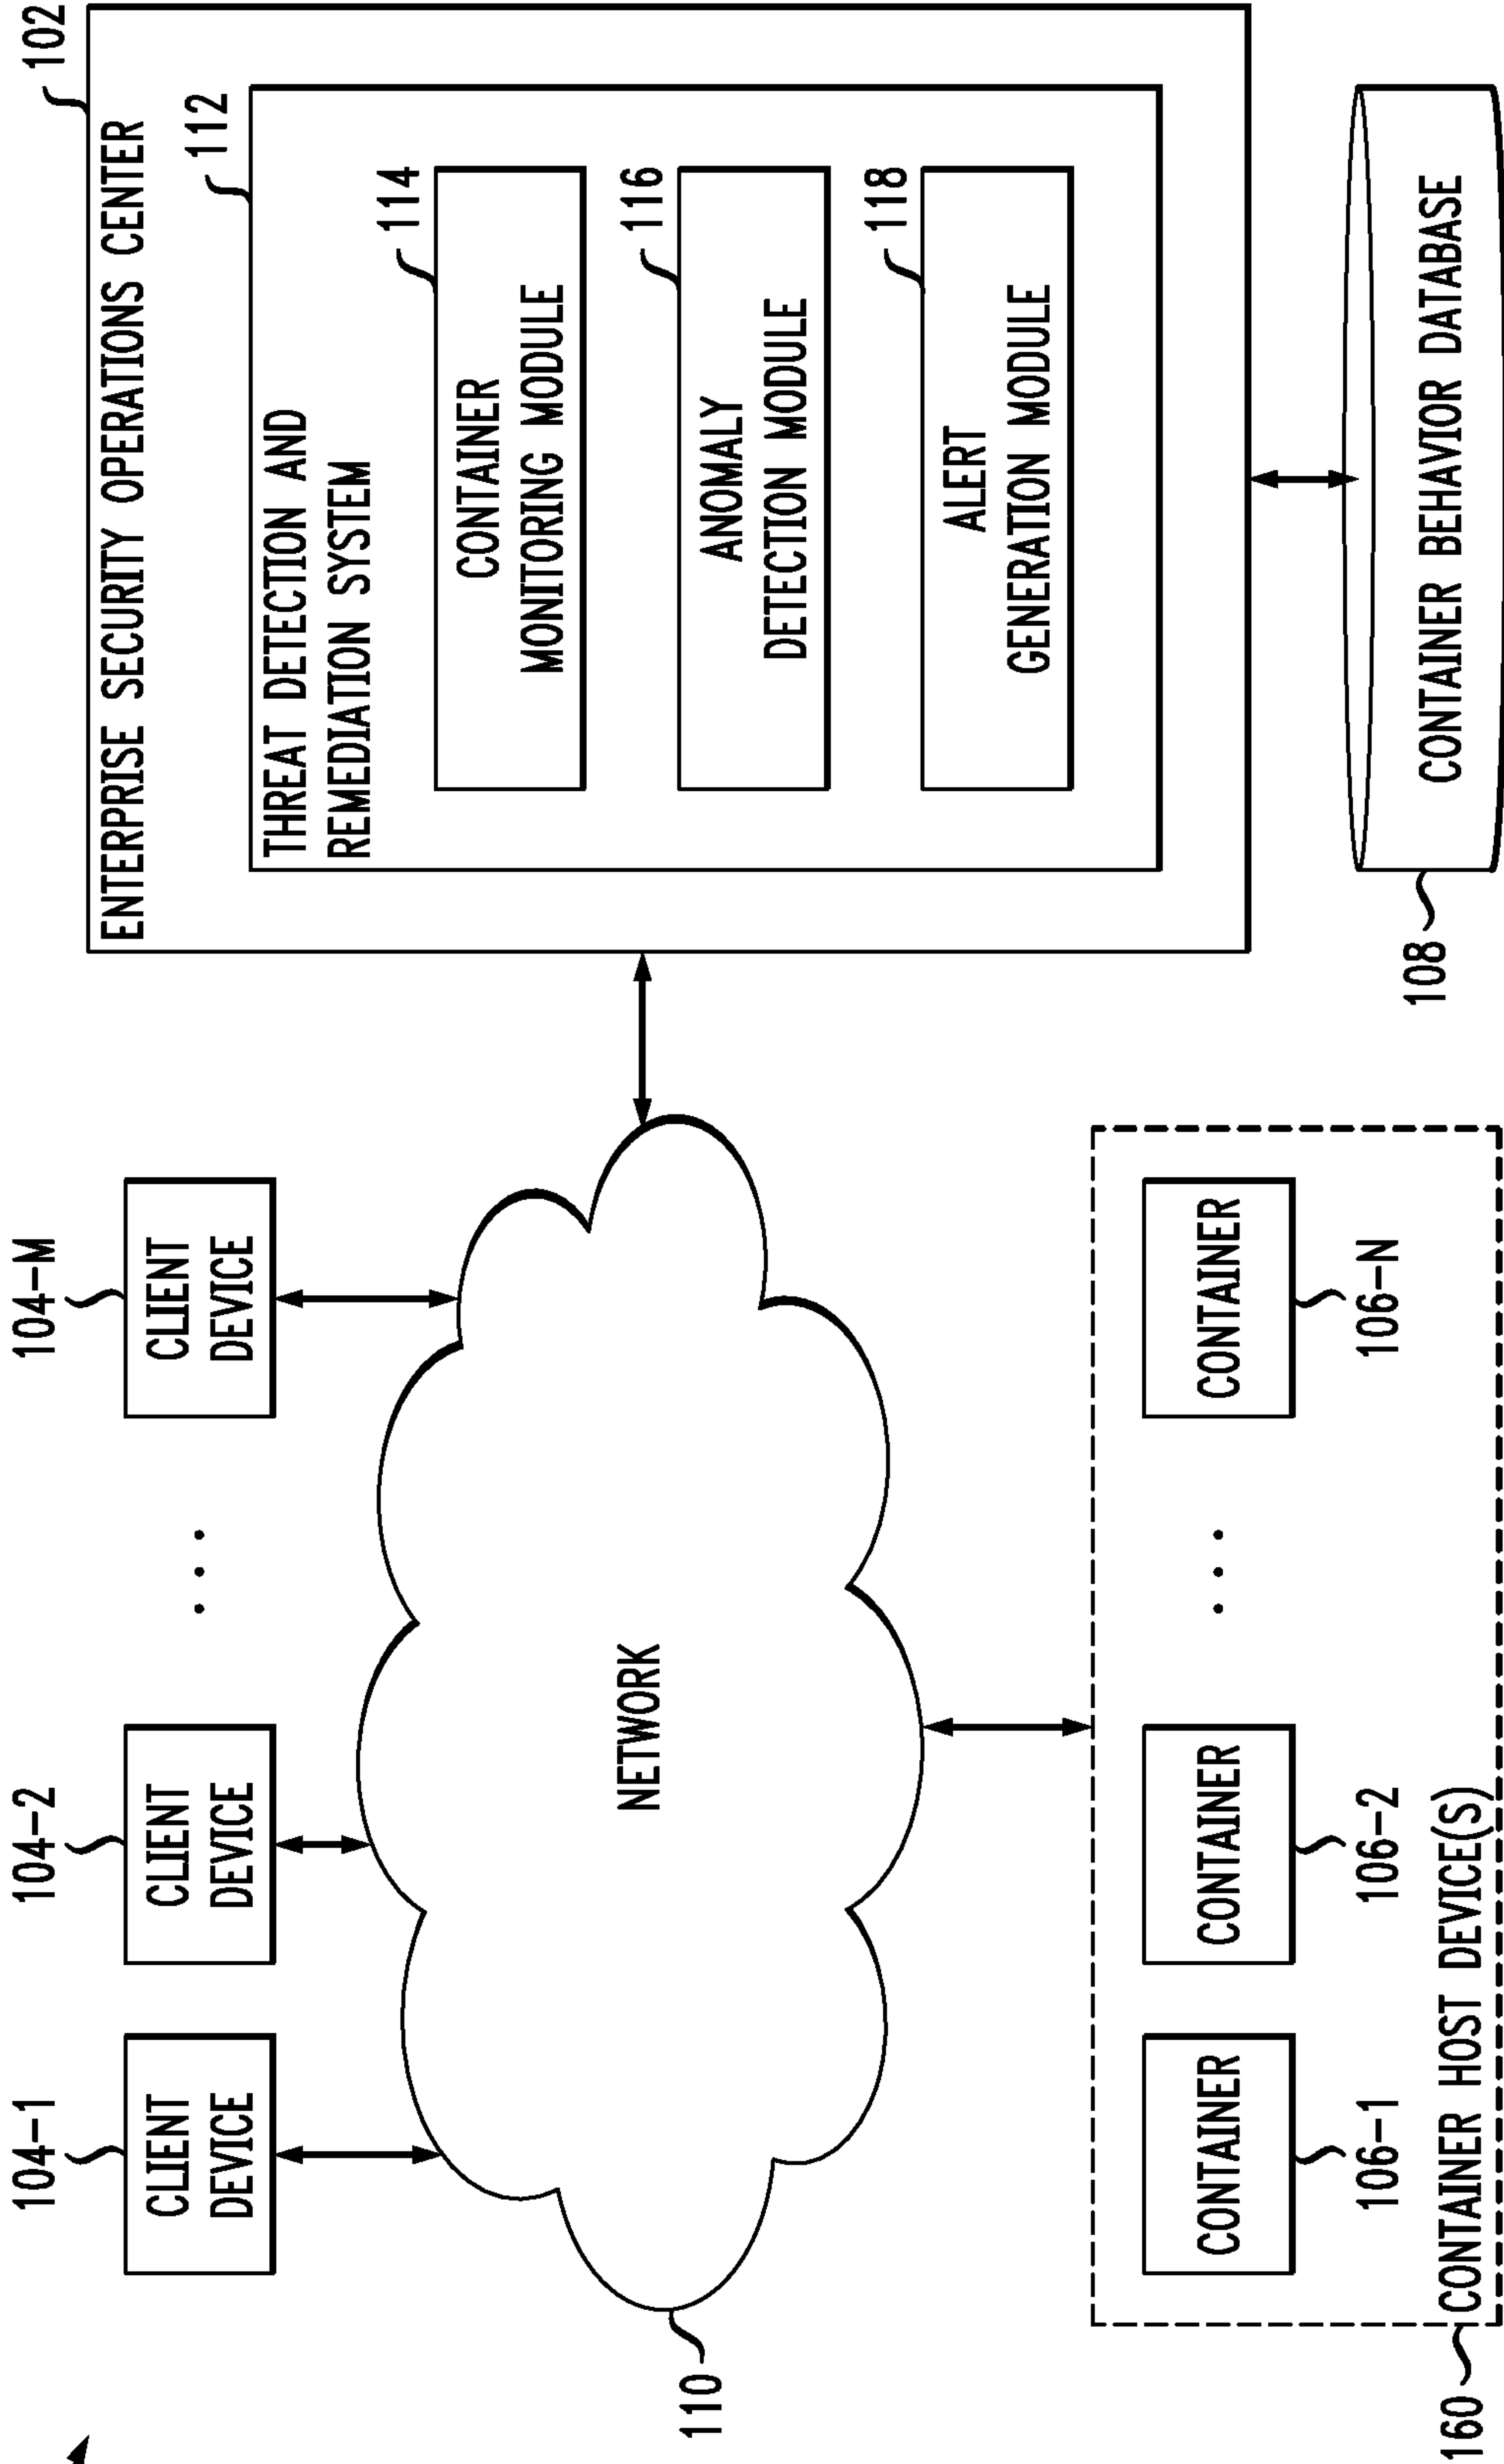 104-1
CLIENT
DEVICE
104-2
CLIENT
DEVICE
. . .
104-M
CLIENT
DEVICE
110
NETWORK
160
CONTAINER HOST DEVICE(S)
CONTAINER
106-1
CONTAINER
106-2
. . .
CONTAINER
106-N
102
ENTERPRISE SECURITY OPERATIONS CENTER
112
THREAT DETECTION AND
REMEDIATION SYSTEM
114
CONTAINER
MONITORING MODULE
116
ANOMALY
DETECTION MODULE
118
ALERT
GENERATION MODULE
108
CONTAINER BEHAVIOR DATABASE